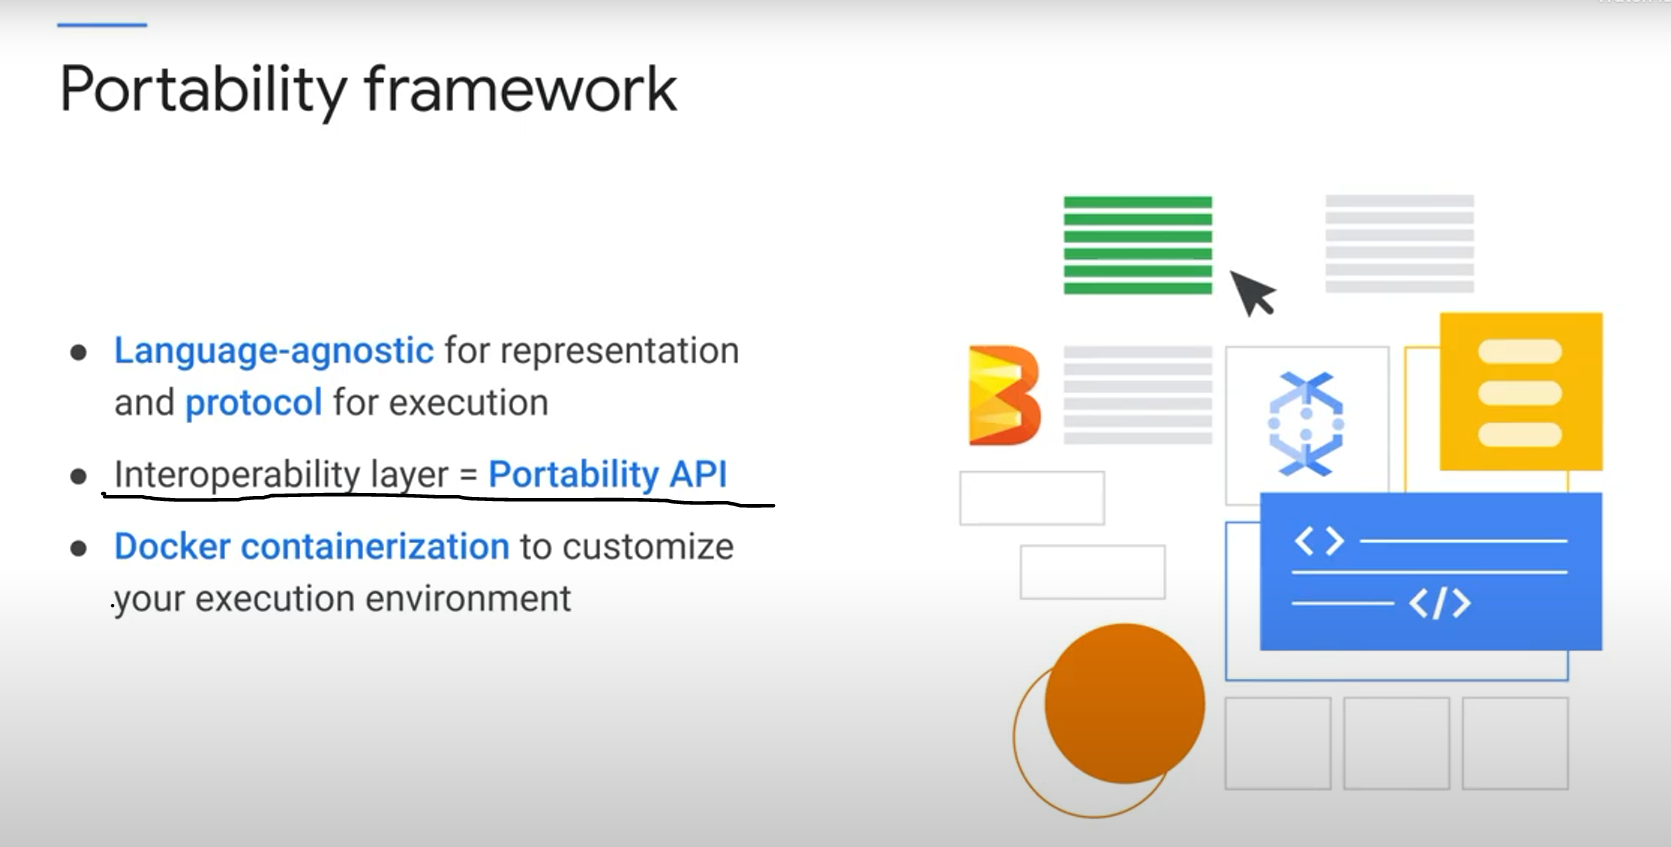 Portability framework
● Language-agnostic for representation
and protocol for execution
● Interoperability layer = Portability API
● Docker containerization to customize
your execution environment
< >
</>